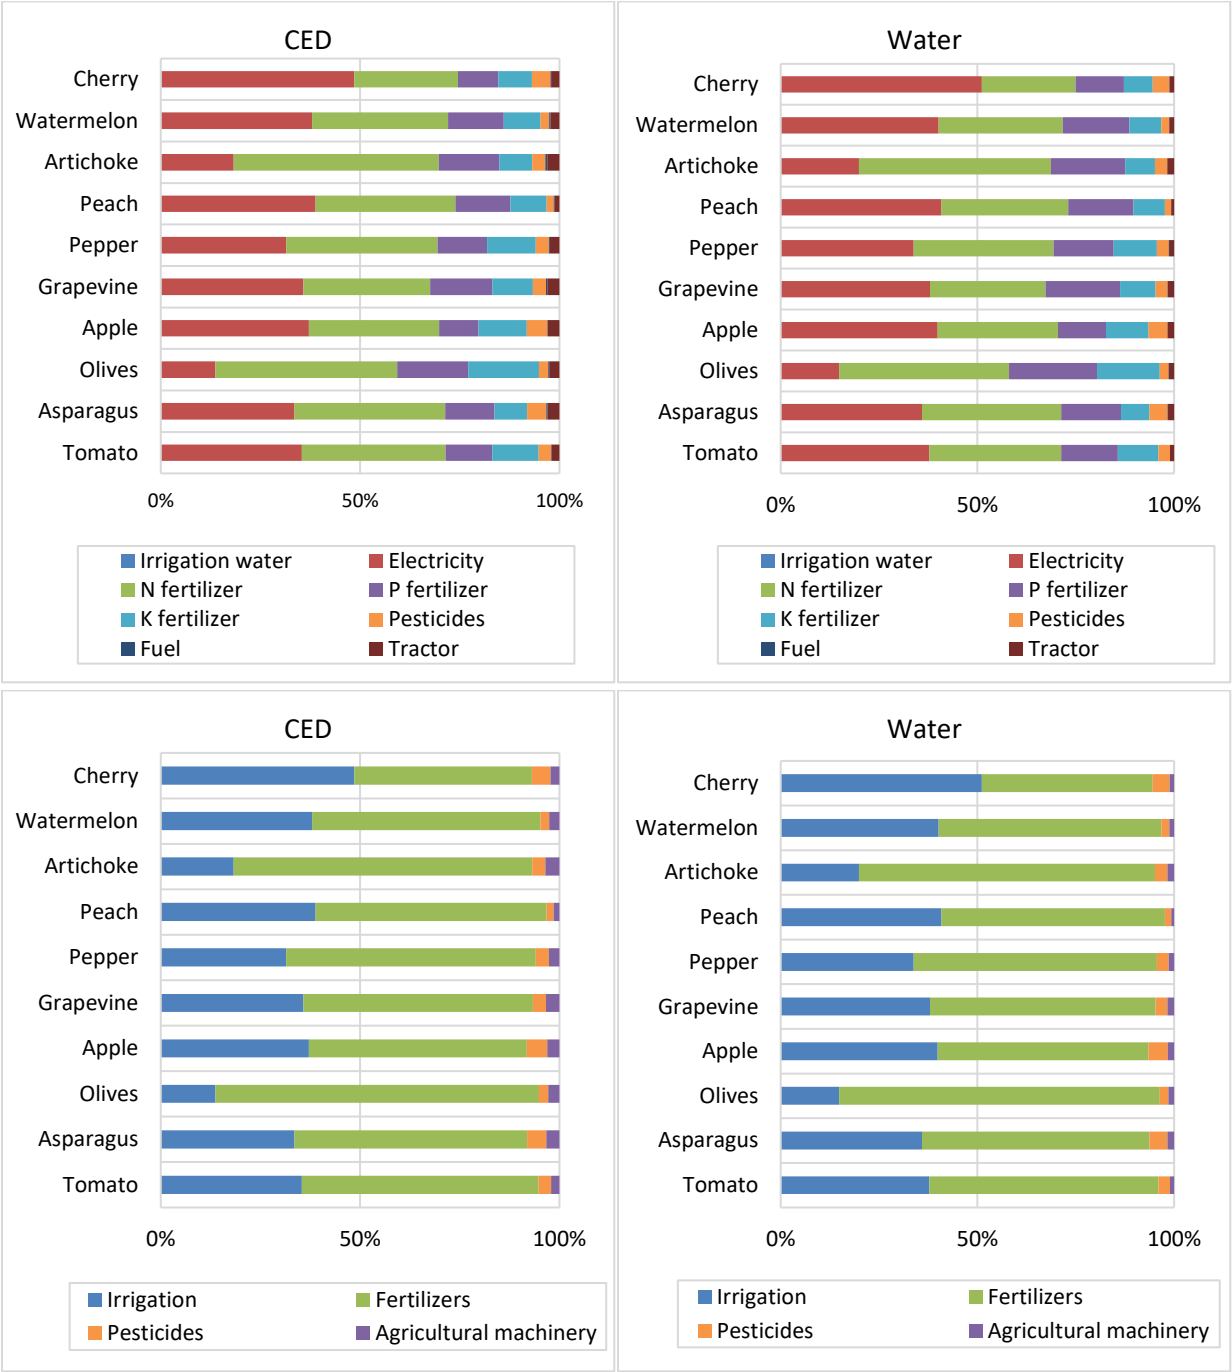 CED
Cherry
Watermelon
Artichoke
Peach
Pepper
Grapevine
Apple
Olives
Asparagus
Tomato
0% 50% 100%
Irrigation water Electricity
N fertilizer P fertilizer
K fertilizer Pesticides
Fuel Tractor
Water
Cherry
Watermelon
Artichoke
Peach
Pepper
Grapevine
Apple
Olives
Asparagus
Tomato
0% 50% 100%
Irrigation water Electricity
N fertilizer P fertilizer
K fertilizer Pesticides
Fuel Tractor
CED
Cherry
Watermelon
Artichoke
Peach
Pepper
Grapevine
Apple
Olives
Asparagus
Tomato
0% 50% 100%
Irrigation Fertilizers
Pesticides Agricultural machinery
Water
Cherry
Watermelon
Artichoke
Peach
Pepper
Grapevine
Apple
Olives
Asparagus
Tomato
0% 50% 100%
Irrigation Fertilizers
Pesticides Agricultural machinery